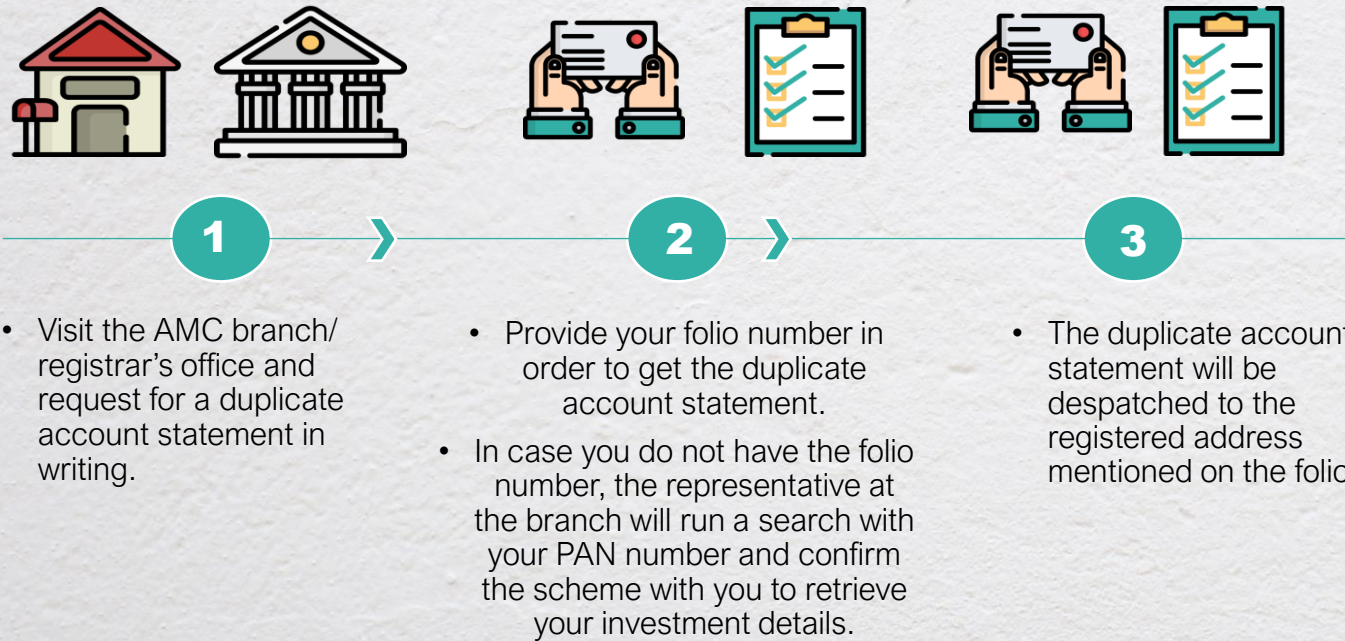 1
2
3
• Visit the AMC branch/
registrar’s office and
request for a duplicate
account statement in
writing.
• Provide your folio number in
order to get the duplicate
account statement.
• In case you do not have the folio
number, the representative at
the branch will run a search with
your PAN number and confirm
the scheme with you to retrieve
your investment details.
• The duplicate account
statement will be
despatched to the
registered address
mentioned on the folio